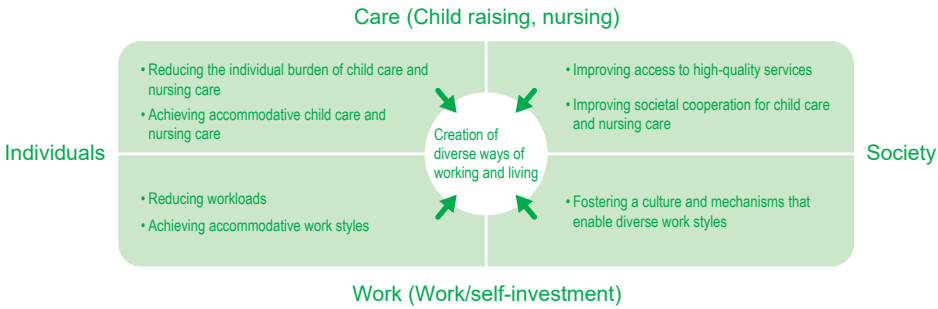 Care (Child raising, nursing)
• Reducing the individual burden of child care and
nursing care
• Achieving accommodative child care and
nursing care
• Improving access to high-quality services
• Improving societal cooperation for child care
and nursing care
Individuals
Creation of
diverse ways of
working and living
Society
• Reducing workloads
• Achieving accommodative work styles
• Fostering a culture and mechanisms that
enable diverse work styles
Work (Work/self-investment)